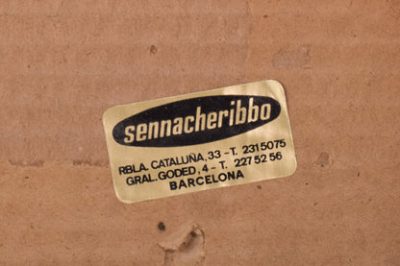 sennacheribbo
RBLA. CATALUÑA, 33 - T. 2315075
GRAL. GODED, 4 - T. 227 52 56
BARCELONA